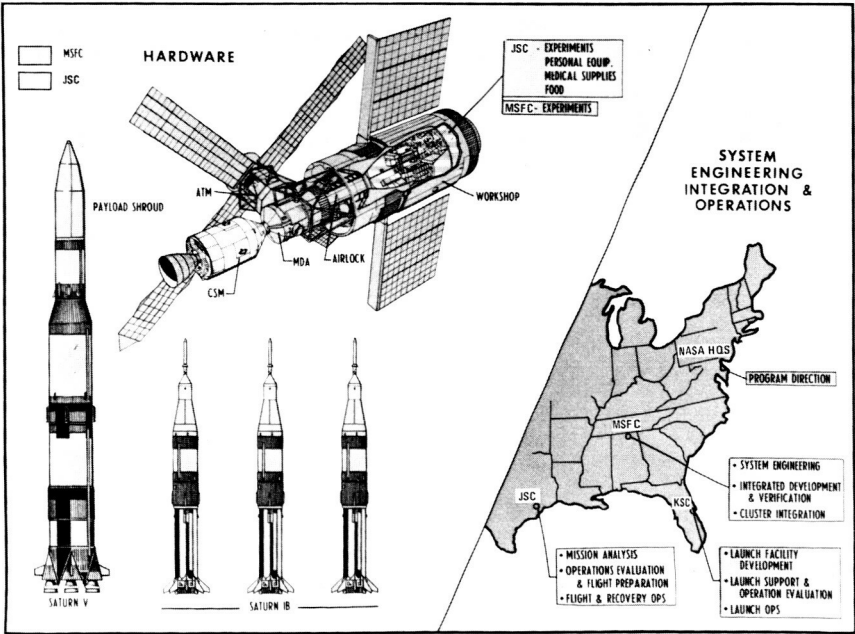 MSFC
JSC
HARDWARE
JSC - EXPERIMENTS
PERSONAL EQUIP.
MEDICAL SUPPLIES
FOOD
MSFC- EXPERIMENTS
PAYLOAD SHROUD
ATM
WORKSHOP
MDA
AIRLOCK
CSM
SATURN V
SATURN IB
SYSTEM
ENGINEERING
INTEGRATION &
OPERATIONS
NASA HQS
PROGRAM DIRECTION
MSFC
• SYSTEM ENGINEERING
• INTEGRATED DEVELOPMENT
& VERIFICATION
• CLUSTER INTEGRATION
JSC
KSC
• MISSION ANALYSIS
• OPERATIONS EVALUATION
& FLIGHT PREPARATION
• FLIGHT & RECOVERY OPS
• LAUNCH FACILITY
DEVELOPMENT
• LAUNCH SUPPORT &
OPERATION EVALUATION
• LAUNCH OPS